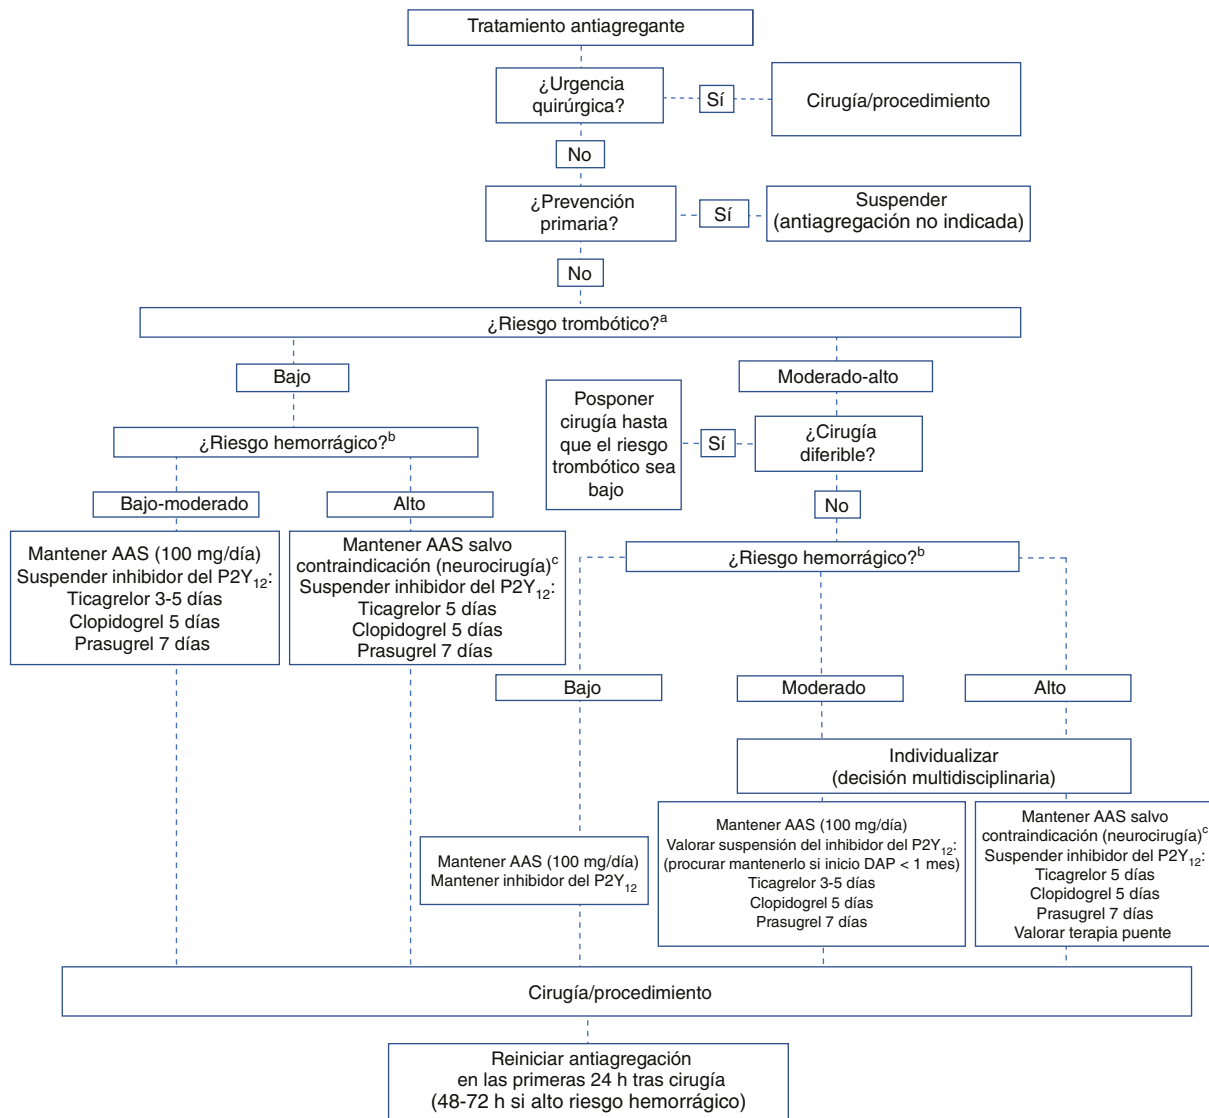 Tratamiento antiagregante
¿Urgencia
quirúrgica?
Sí
Cirugía/procedimiento
No
¿Prevención
primaria?
Sí
Suspender
(antiagregación no indicada)
No
¿Riesgo trombótico?a
Bajo
Moderado-alto
¿Riesgo hemorrágico?b
Posponer
cirugía hasta
que el riesgo
trombótico sea
bajo
Sí
¿Cirugía
diferible?
Bajo-moderado
Alto
No
Mantener AAS (100 mg/día)
Suspender inhibidor del P2Y12:
Ticagrelor 3-5 días
Clopidogrel 5 días
Prasugrel 7 días
Mantener AAS salvo
contraindicación (neurocirugía)c
Suspender inhibidor del P2Y12:
Ticagrelor 5 días
Clopidogrel 5 días
Prasugrel 7 días
¿Riesgo hemorrágico?b
Bajo
Moderado
Alto
Individualizar
(decisión multidisciplinaria)
Mantener AAS (100 mg/día)
Mantener inhibidor del P2Y12
Mantener AAS (100 mg/día)
Valorar suspensión del inhibidor del P2Y12:
(procurar mantenerlo si inicio DAP < 1 mes)
Ticagrelor 3-5 días
Clopidogrel 5 días
Prasugrel 7 días
Mantener AAS salvo
contraindicación (neurocirugía)c
Suspender inhibidor del P2Y12:
Ticagrelor 5 días
Clopidogrel 5 días
Prasugrel 7 días
Valorar terapia puente
Cirugía/procedimiento
Reiniciar antiagregación
en las primeras 24 h tras cirugía
(48-72 h si alto riesgo hemorrágico)